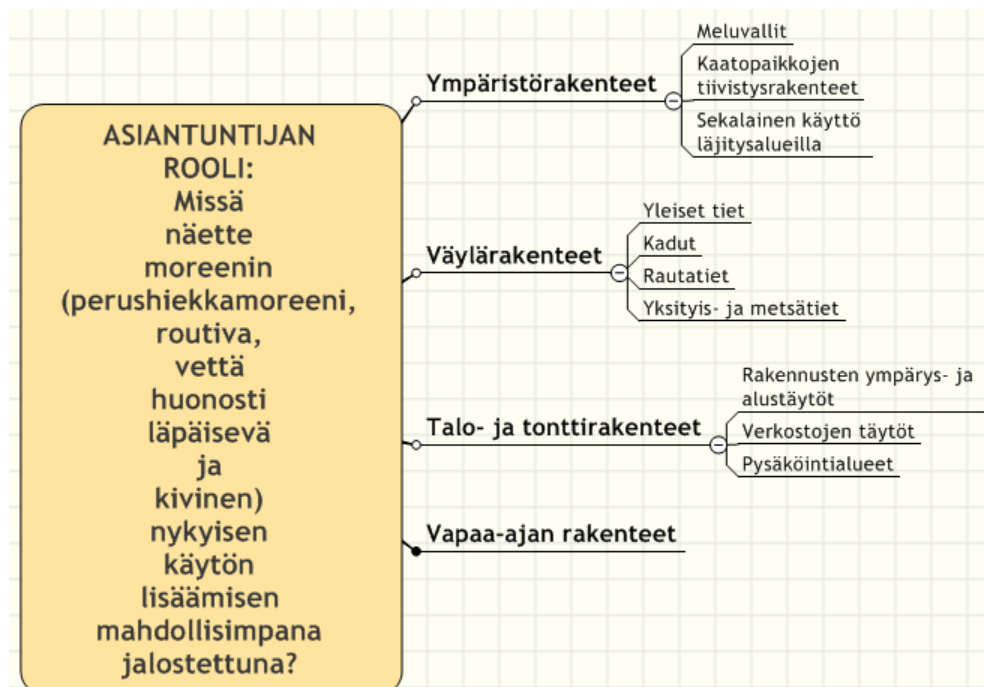 ASIANTUNTIJAN
ROOLI:
Missä
näette
moreenin
(perushiekkamoreeni,
routiva,
vettä
huonosti
läpäisevä
ja
kivinen)
nykyisen
käytön
lisäämisen
mahdollisimpana
jalostettuna?
Ympäristörakenteet
Meluvallit
Kaatopaikkojen
tiivistysrakenteet
Sekalainen käyttö
läjitysalueilla
Väylärakenteet
Yleiset tiet
Kadut
Rautatiet
Yksityis- ja metsätiet
Talo- ja tonttirakenteet
Rakennusten ympärys- ja
alustäytöt
Verkostojen täytöt
Pysäköintialueet
Vapaa-ajan rakenteet